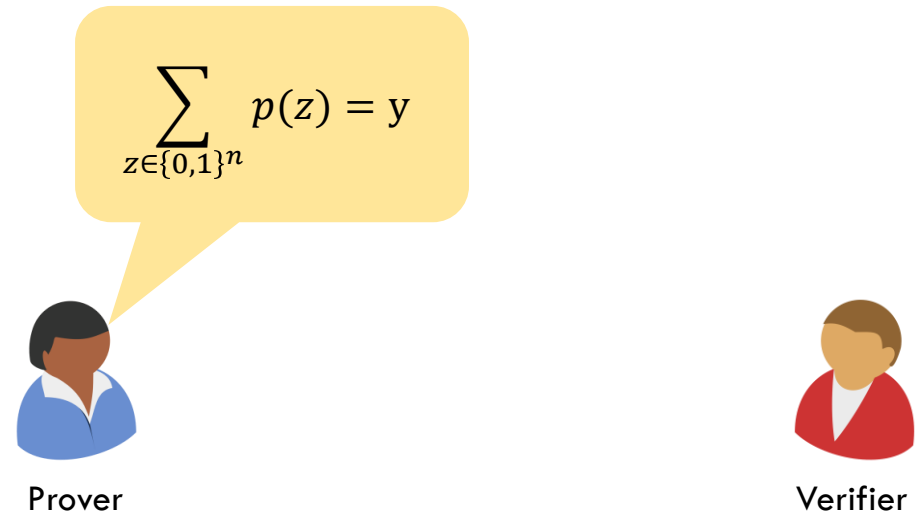 ∑ p(z) = y
z∈{0,1}ⁿ
Prover
Verifier